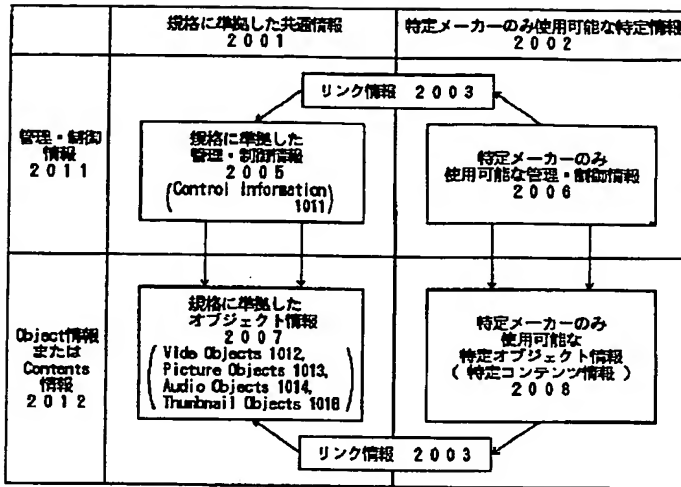 規格に準拠した共通情報
2001
特定メーカーのみ使用可能な特定情報
2002
リンク情報 2003
管理・制御
情報
2011
規格に準拠した
管理・制御情報
2005
(Control Information
1011)
特定メーカーのみ
使用可能な管理・制御情報
2006
Object情報
または
Contents
情報
2012
規格に準拠した
オブジェクト情報
2007
(Vide Objects 1012,
Picture Objects 1013,
Audio Objects 1014,
Thumbnail Objects 1016)
特定メーカーのみ
使用可能な
特定オブジェクト情報
(特定コンテンツ情報)
2008
リンク情報 2003